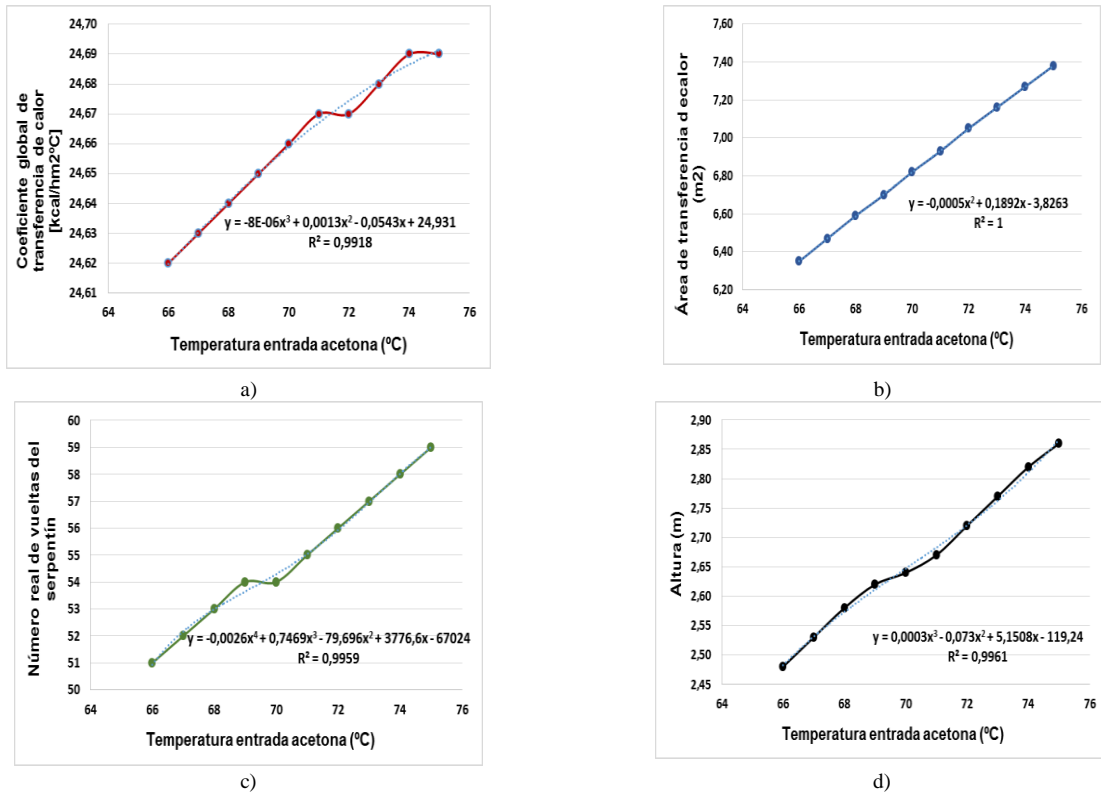 24,70
24,69
24,68
24,67
24,66
24,65
24,64
24,63
24,62
24,61
Coeficiente global de
transferencia de calor
[kcal/hm2ºC]
y = -8E-06x³ + 0,0013x² - 0,0543x + 24,931
R² = 0,9918
64 66 68 70 72 74 76
Temperatura entrada acetona (ºC)
a)
7,60
7,40
7,20
7,00
6,80
6,60
6,40
6,20
Área de transferencia d ecalor
(m2)
y = -0,0005x² + 0,1892x - 3,8263
R² = 1
64 66 68 70 72 74 76
Temperatura entrada acetona (ºC)
b)
60
59
58
57
56
55
54
53
52
51
50
Número real de vueltas del
serpentín
y = -0,0026x⁴ + 0,7469x³ - 79,696x² + 3776,6x - 67024
R² = 0,9959
64 66 68 70 72 74 76
Temperatura entrada acetona (ºC)
c)
2,90
2,85
2,80
2,75
2,70
2,65
2,60
2,55
2,50
2,45
Altura (m)
y = 0,0003x³ - 0,073x² + 5,1508x - 119,24
R² = 0,9961
64 66 68 70 72 74 76
Temperatura entrada acetona (ºC)
d)